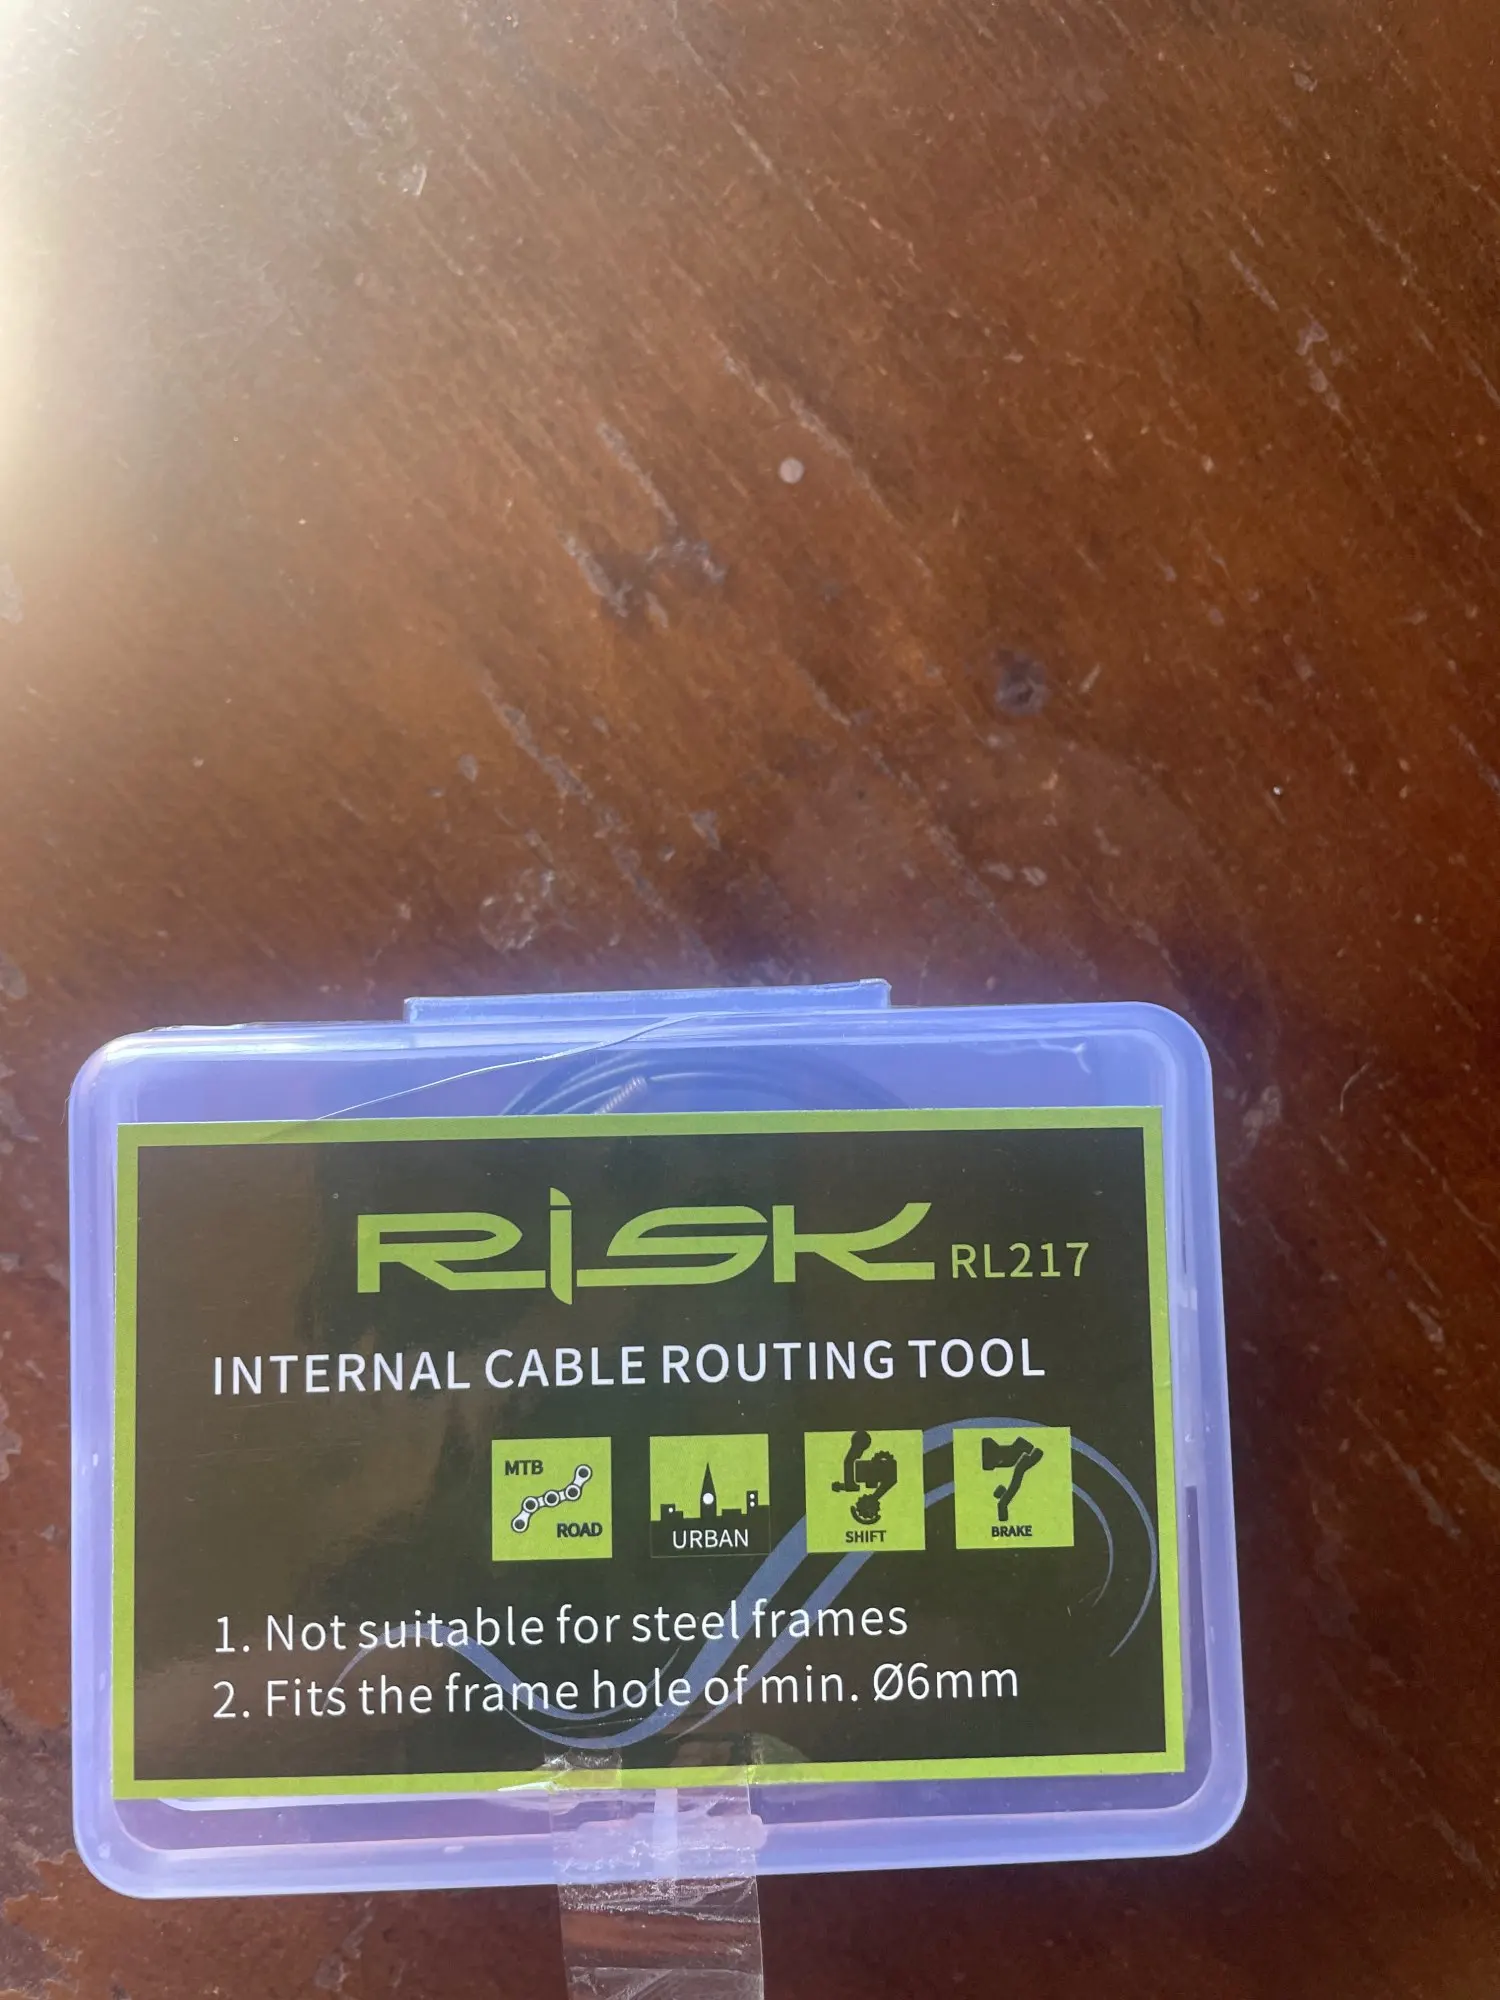 RiSK RL217
INTERNAL CABLE ROUTING TOOL
MTB
ROAD
URBAN
SHIFT
BRAKE
1. Not suitable for steel frames
2. Fits the frame hole of min. Ø6mm